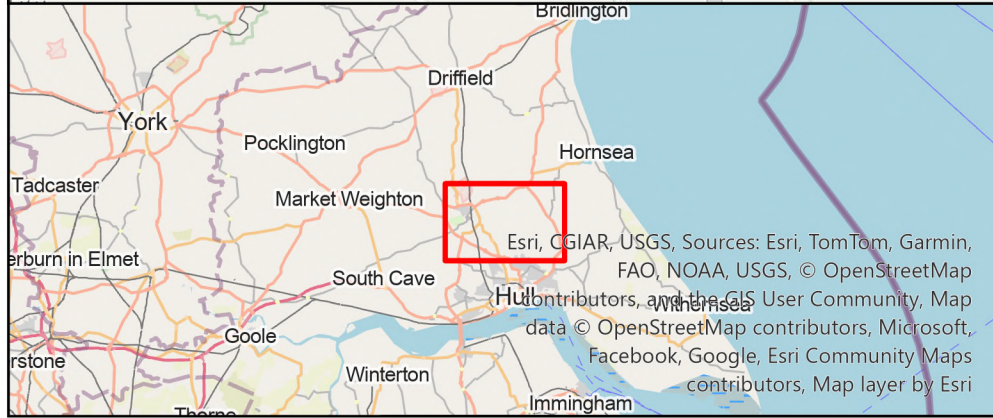 Bridlington
Driffield
York
Pocklington
Hornsea
Tadcaster
Market Weighton
erburn in Elmet
South Cave
Hull
Withernsea
Goole
rstone
Winterton
Thorne
Immingham
Esri, CGIAR, USGS, Sources: Esri, TomTom, Garmin,
FAO, NOAA, USGS, © OpenStreetMap
contributors, and the GIS User Community, Map
data © OpenStreetMap contributors, Microsoft,
Facebook, Google, Esri Community Maps
contributors, Map layer by Esri